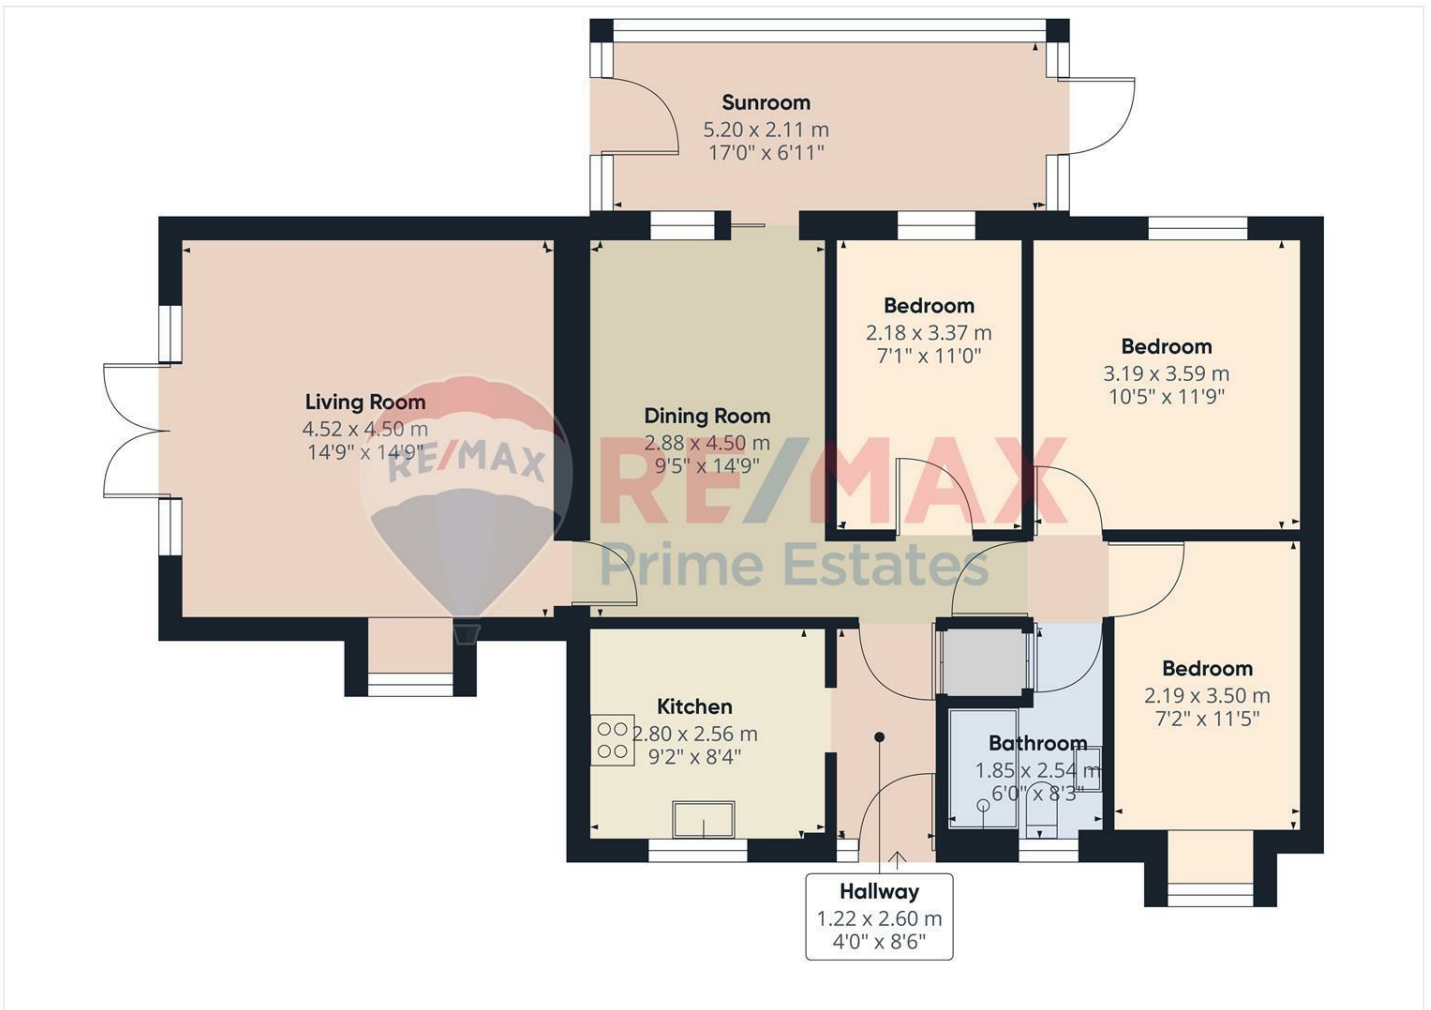 Sunroom
5.20 x 2.11 m
17'0" x 6'11"
Bedroom
2.18 x 3.37 m
7'1" x 11'0"
Bedroom
3.19 x 3.59 m
10'5" x 11'9"
Living Room
4.52 x 4.50 m
14'9" x 14'9"
RE/MAX
Dining Room
2.88 x 4.50 m
9'5" x 14'9"
RE/MAX
Prime Estates
Bedroom
2.19 x 3.50 m
7'2" x 11'5"
Kitchen
2.80 x 2.56 m
9'2" x 8'4"
Bathroom
1.85 x 2.54 m
6'0" x 8'3"
Hallway
1.22 x 2.60 m
4'0" x 8'6"